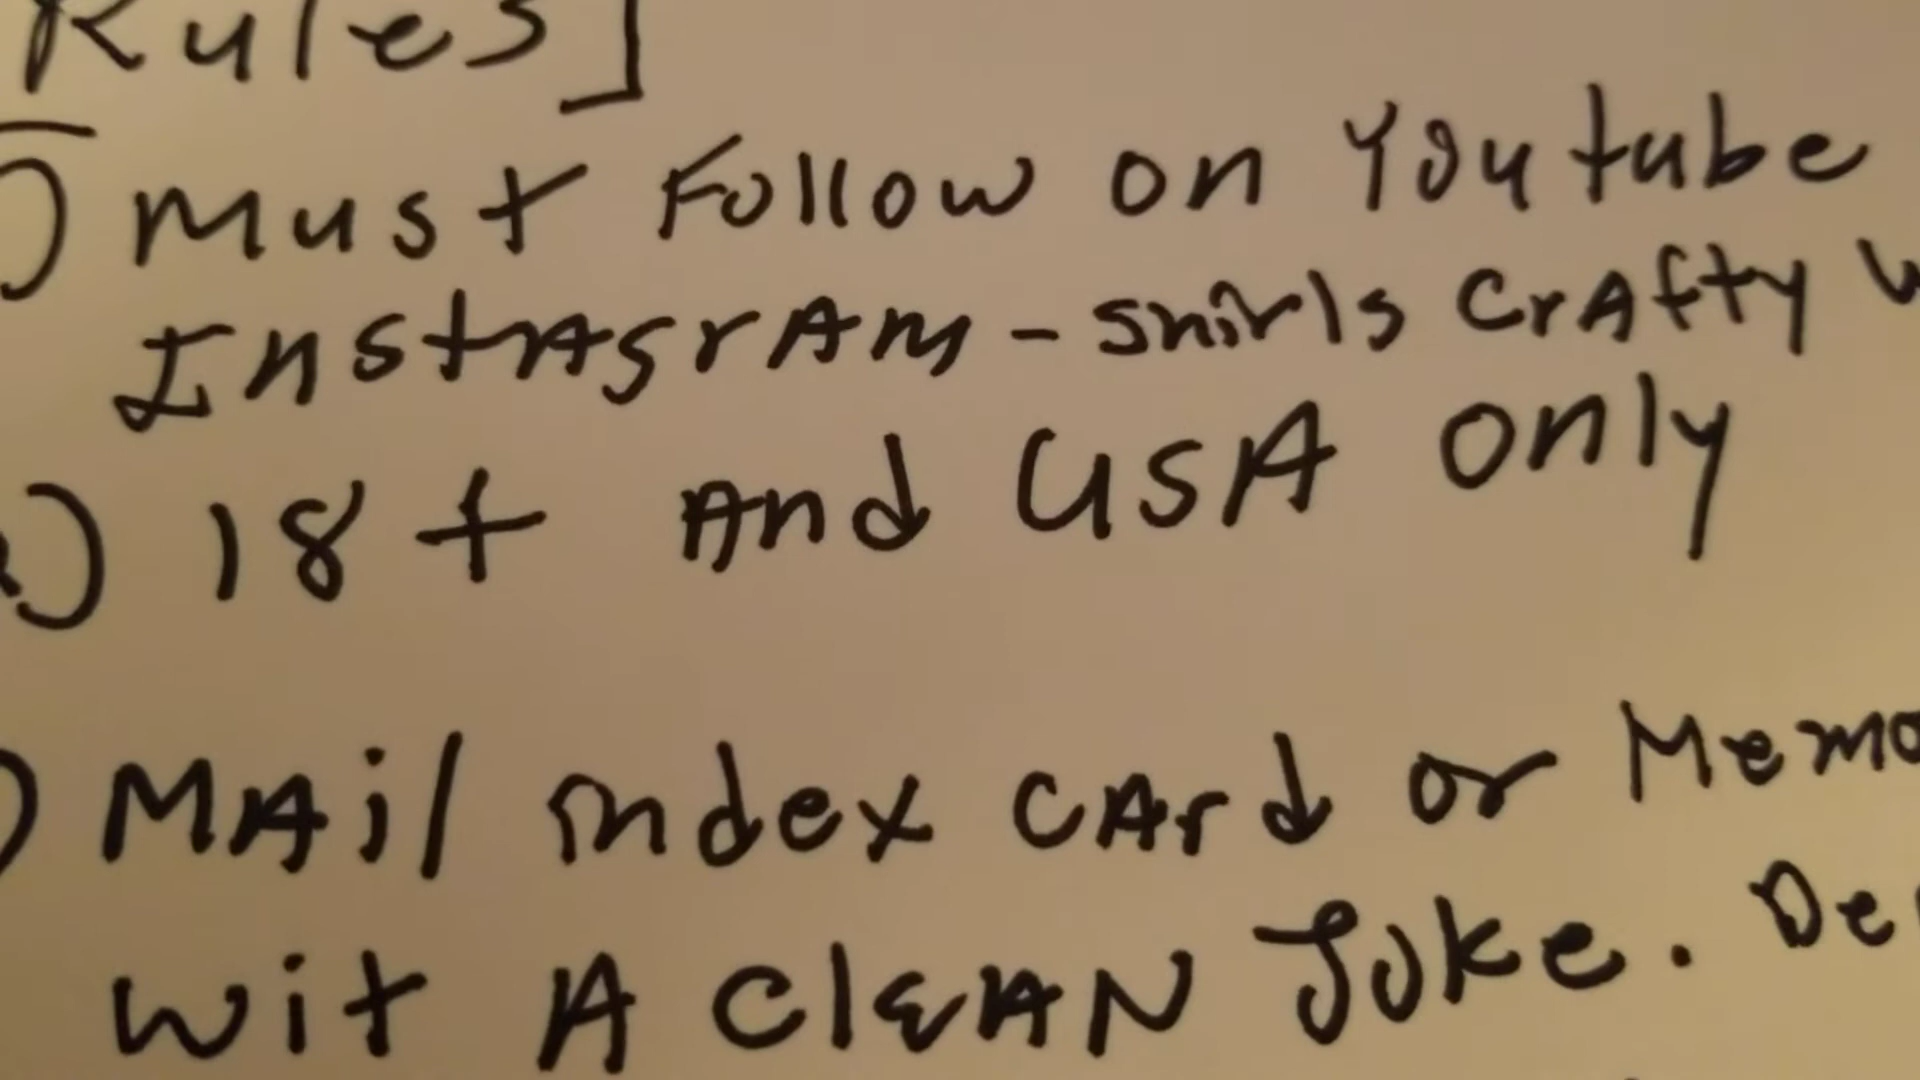 Rules]
) Must Follow on Youtube
Instagram - shirls Crafty W
) 18+ And USA only
) MAil index CArd or Memo
wit A ClEAN Joke. De